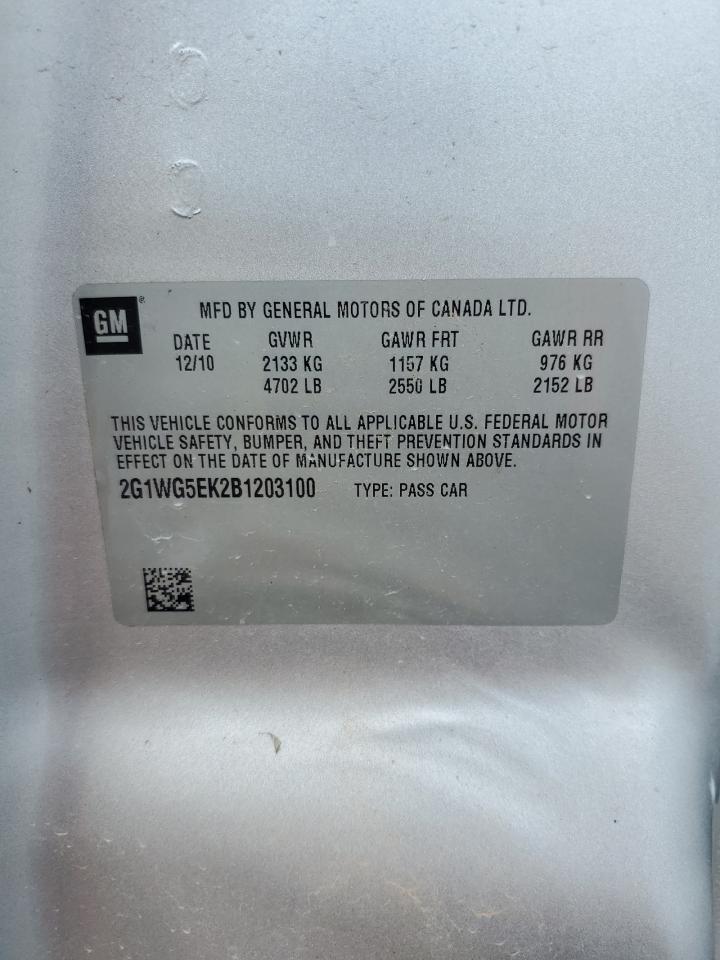 GM®
MFD BY GENERAL MOTORS OF CANADA LTD.
DATE GVWR GAWR FRT GAWR RR
12/10 2133 KG 1157 KG 976 KG
4702 LB 2550 LB 2152 LB
THIS VEHICLE CONFORMS TO ALL APPLICABLE U.S. FEDERAL MOTOR
VEHICLE SAFETY, BUMPER, AND THEFT PREVENTION STANDARDS IN
EFFECT ON THE DATE OF MANUFACTURE SHOWN ABOVE.
2G1WG5EK2B1203100 TYPE: PASS CAR